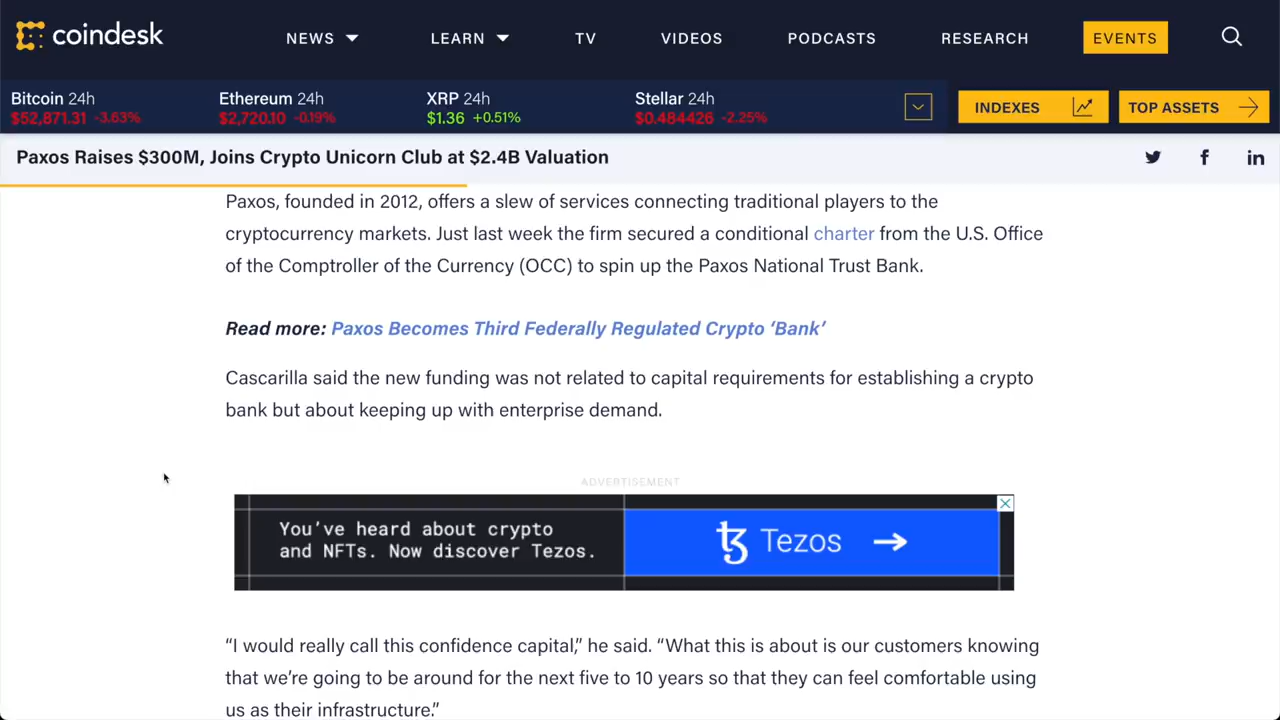 coindesk
NEWS LEARN TV VIDEOS PODCASTS RESEARCH EVENTS
Bitcoin 24h Ethereum 24h XRP 24h Stellar 24h
$52,871.31 -3.63% $2,720.10 -0.19% $1.36 +0.51% $0.484426 -2.25%
INDEXES TOP ASSETS
Paxos Raises $300M, Joins Crypto Unicorn Club at $2.4B Valuation
Paxos, founded in 2012, offers a slew of services connecting traditional players to the
cryptocurrency markets. Just last week the firm secured a conditional charter from the U.S. Office
of the Comptroller of the Currency (OCC) to spin up the Paxos National Trust Bank.
Read more: Paxos Becomes Third Federally Regulated Crypto ‘Bank’
Cascarilla said the new funding was not related to capital requirements for establishing a crypto
bank but about keeping up with enterprise demand.
ADVERTISEMENT
You’ve heard about crypto
and NFTs. Now discover Tezos.
Tezos
“I would really call this confidence capital,” he said. “What this is about is our customers knowing
that we’re going to be around for the next five to 10 years so that they can feel comfortable using
us as their infrastructure.”